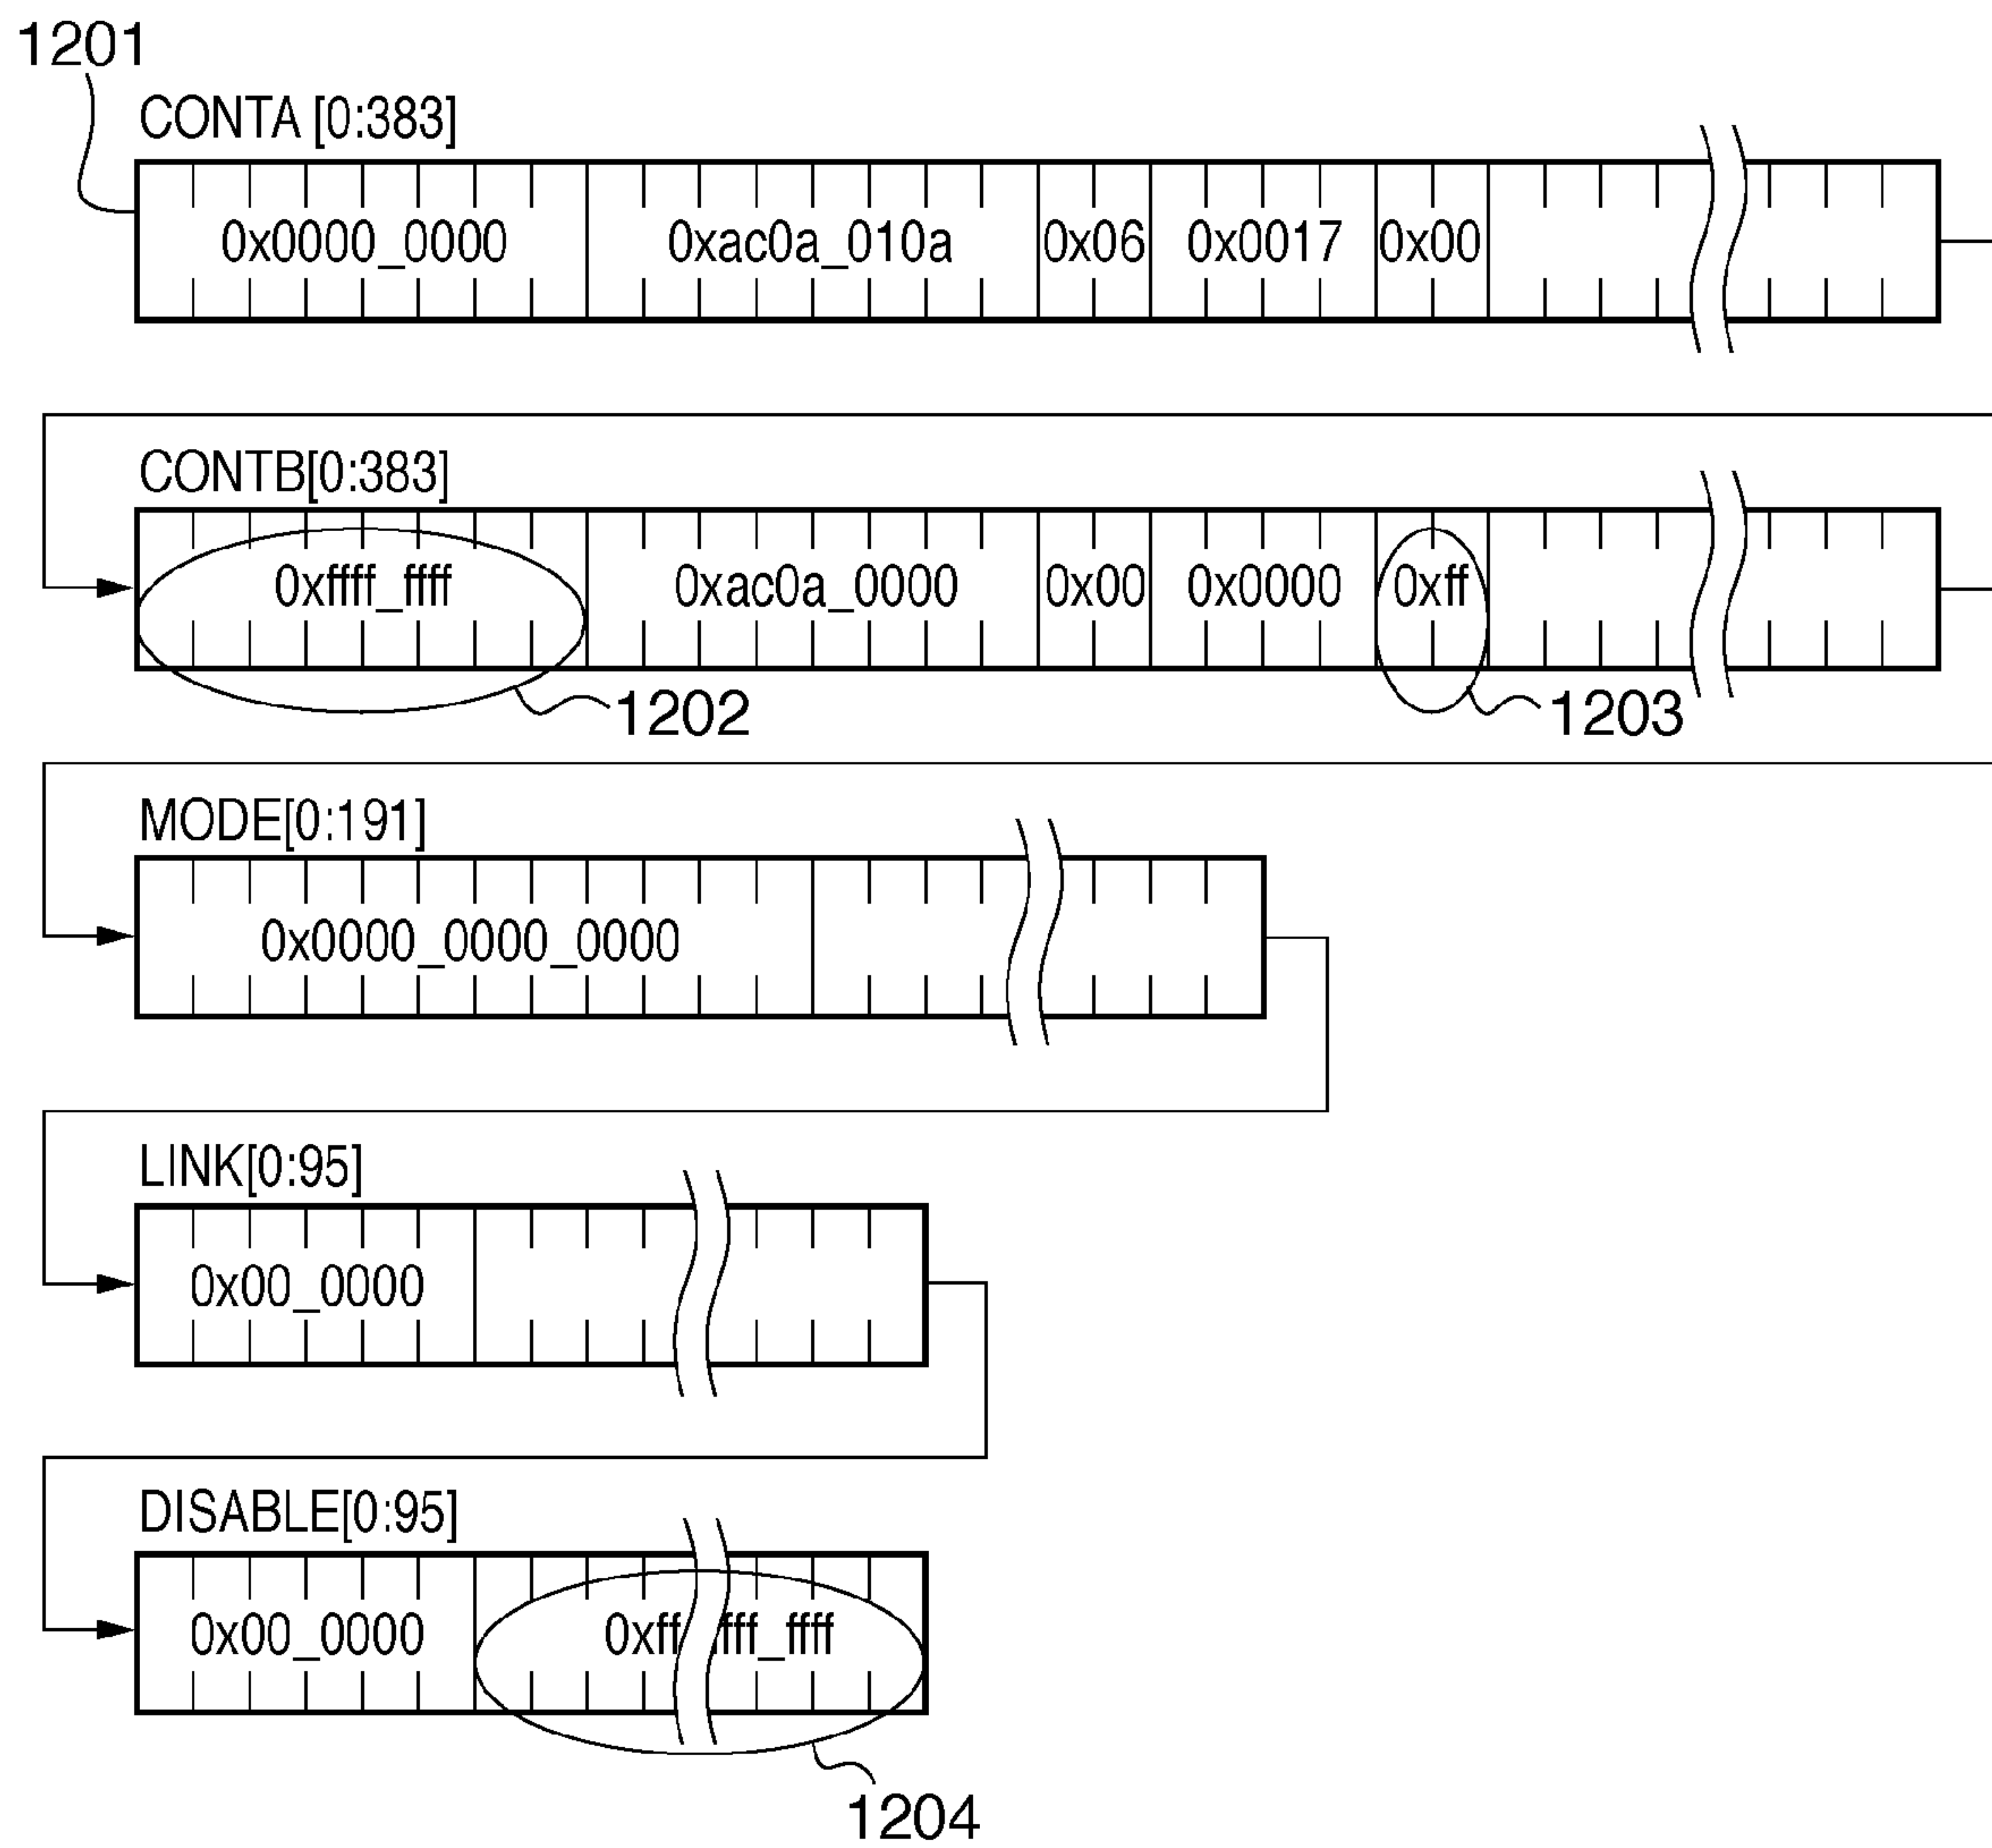 1201
CONTA [0:383]
0x0000_0000 0xac0a_010a 0x06 0x0017 0x00
CONTB[0:383]
0xffff_ffff 0xac0a_0000 0x00 0x0000 0xff
1202 1203
MODE[0:191]
0x0000_0000_0000
LINK[0:95]
0x00_0000
DISABLE[0:95]
0x00_0000 0xff fff_ffff
1204